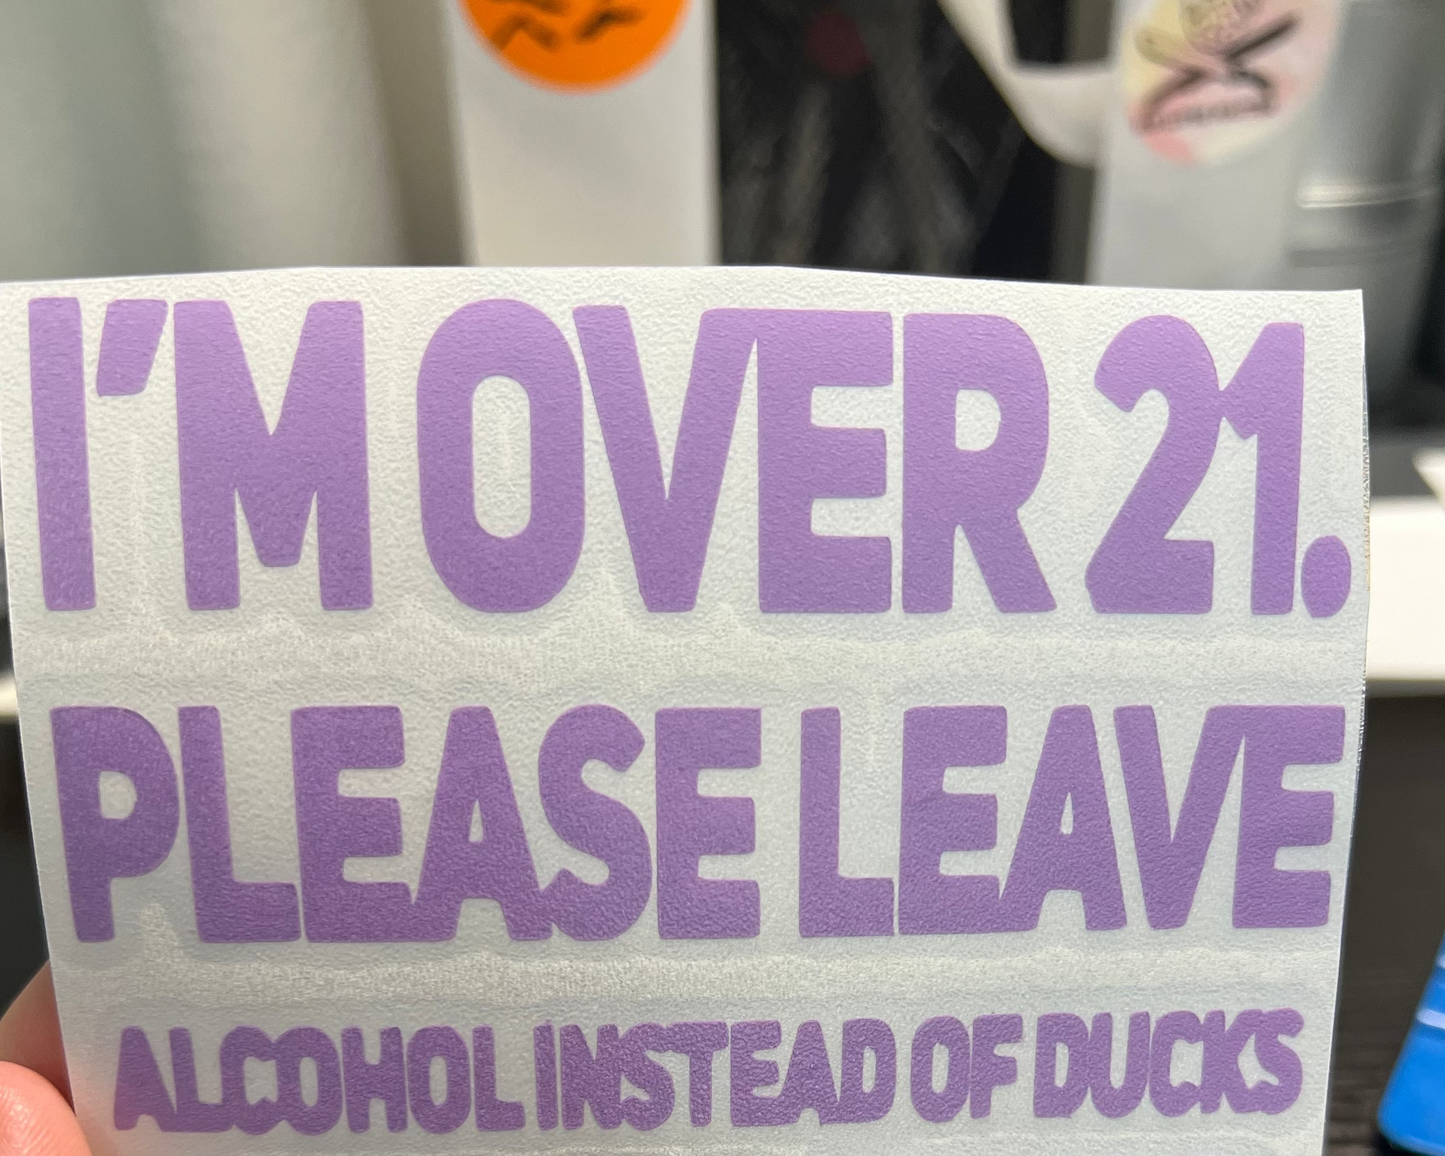 I'M OVER 21.
PLEASE LEAVE
ALCOHOL INSTEAD OF DUCKS